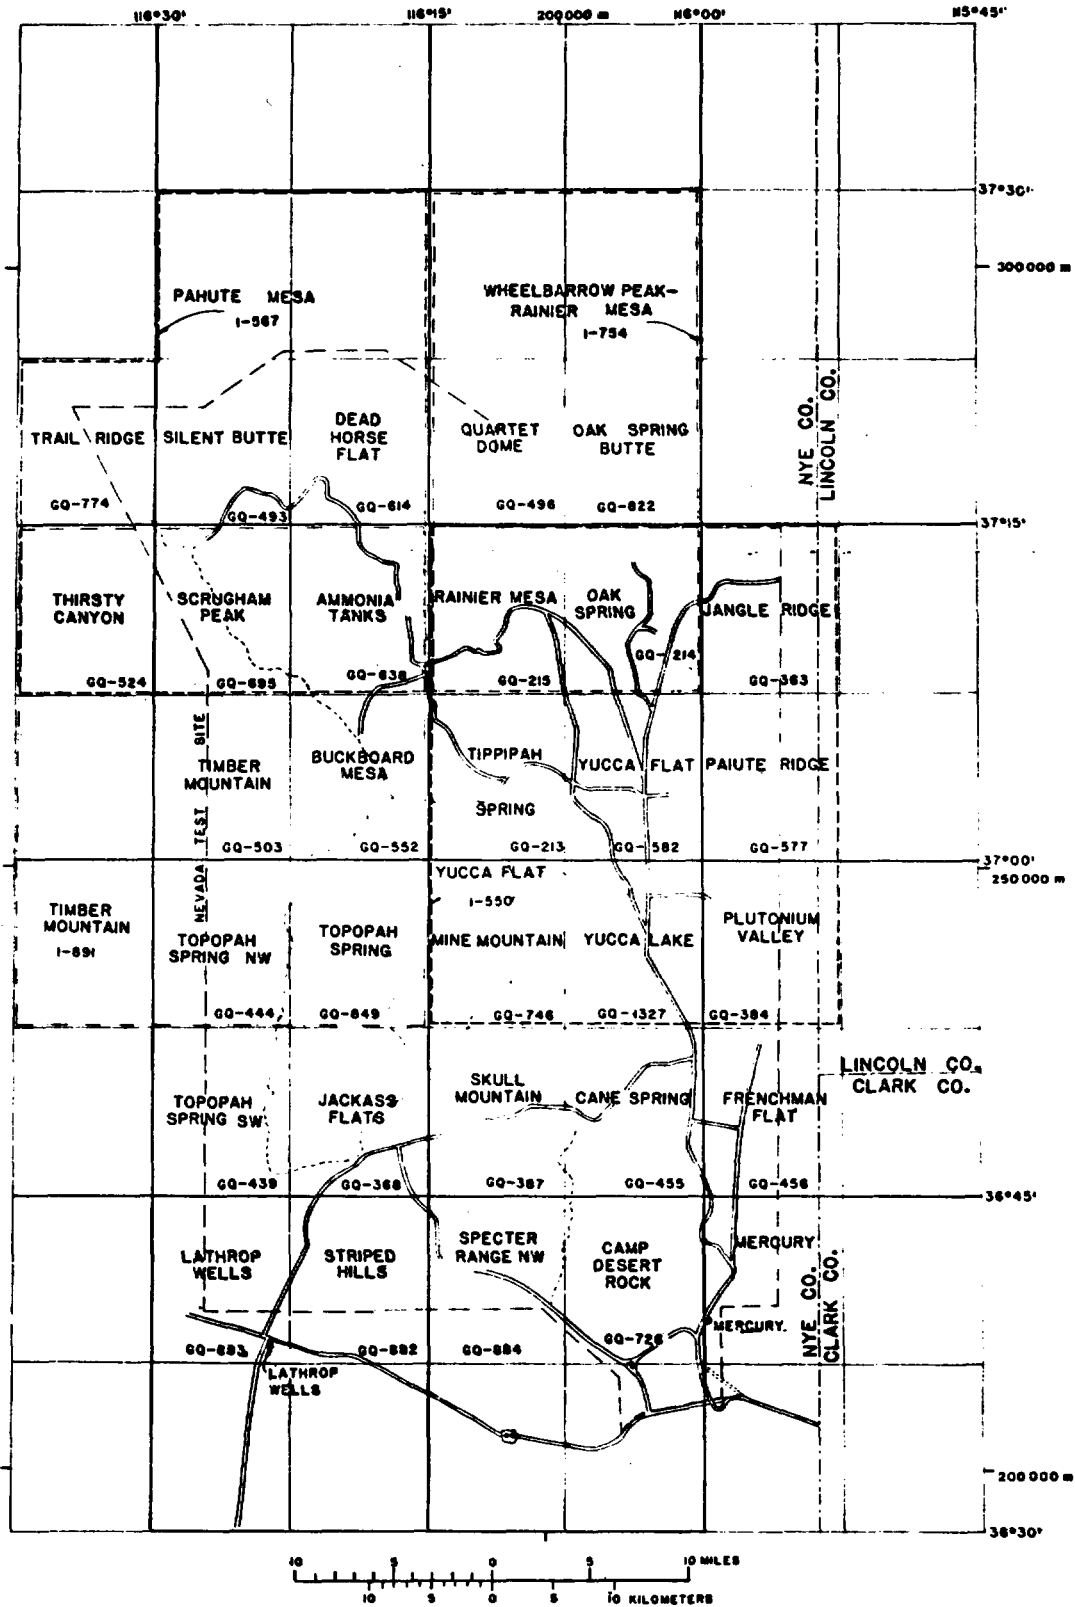 116°30'
116°15'
200000 m
116°00'
115°45'
37°30'
300000 m
PAHUTE MESA
I-567
WHEELBARROW PEAK-
RAINIER MESA
I-754
NYE CO.
LINCOLN CO.
TRAIL RIDGE
SILENT BUTTE
DEAD
HORSE
FLAT
QUARTET
DOME
OAK SPRING
BUTTE
GQ-774
GQ-493
GQ-614
GQ-496
GQ-822
37°15'
THIRSTY
CANYON
SCRUGHAM
PEAK
AMMONIA
TANKS
RAINIER MESA
OAK
SPRING
JANGLE RIDGE
GQ-214
GQ-524
GQ-695
GQ-638
GQ-215
GQ-363
NEVADA TEST SITE
TIMBER
MOUNTAIN
BUCKBOARD
MESA
TIPPIPAH
SPRING
YUCCA FLAT
PAIUTE RIDGE
GQ-503
GQ-552
GQ-213
GQ-582
GQ-577
37°00'
250000 m
YUCCA FLAT
I-550
TIMBER
MOUNTAIN
I-891
TOPOPAH
SPRING NW
TOPOPAH
SPRING
MINE MOUNTAIN
YUCCA LAKE
PLUTONIUM
VALLEY
GQ-444
GQ-849
GQ-746
GQ-1327
GQ-384
LINCOLN CO.
CLARK CO.
TOPOPAH
SPRING SW
JACKASS
FLATS
SKULL
MOUNTAIN
CANE SPRING
FRENCHMAN
FLAT
GQ-439
GQ-368
GQ-387
GQ-455
GQ-456
36°45'
LATHROP
WELLS
STRIPED
HILLS
SPECTER
RANGE NW
CAMP
DESERT
ROCK
MERCURY
NYE CO.
CLARK CO.
MERCURY
GQ-883
GQ-882
GQ-884
GQ-726
LATHROP
WELLS
200000 m
36°30'
10 5 0 5 10 MILES
10 5 0 5 10 KILOMETERS